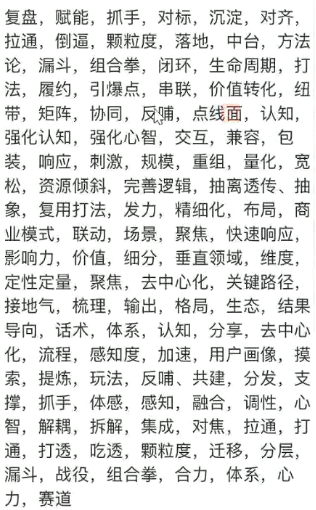 复盘，赋能，抓手，对标，沉淀，对齐，
拉通，倒逼，颗粒度，落地，中台，方法
论，漏斗，组合拳，闭环，生命周期，打
法，履约，引爆点，串联，价值转化，纽
带，矩阵，协同，反哺，点线面，认知，
强化认知，强化心智，交互，兼容，包
装，响应，刺激，规模，重组，量化，宽
松，资源倾斜，完善逻辑，抽离透传、抽
象，复用打法，发力，精细化，布局，商
业模式，联动，场景，聚焦，快速响应，
影响力，价值，细分，垂直领域，维度，
定性定量，聚焦，去中心化，关键路径，
接地气，梳理，输出，格局，生态，结果
导向，话术，体系，认知，分享，去中心
化，流程，感知度，加速，用户画像，摸
索，提炼，玩法，反哺、共建，分发，支
撑，抓手，体感，感知，融合，调性，心
智，解耦，拆解，集成，对焦，拉通，打
通，打透，吃透，颗粒度，迁移，分层，
漏斗，战役，组合拳，合力，体系，心
力，赛道